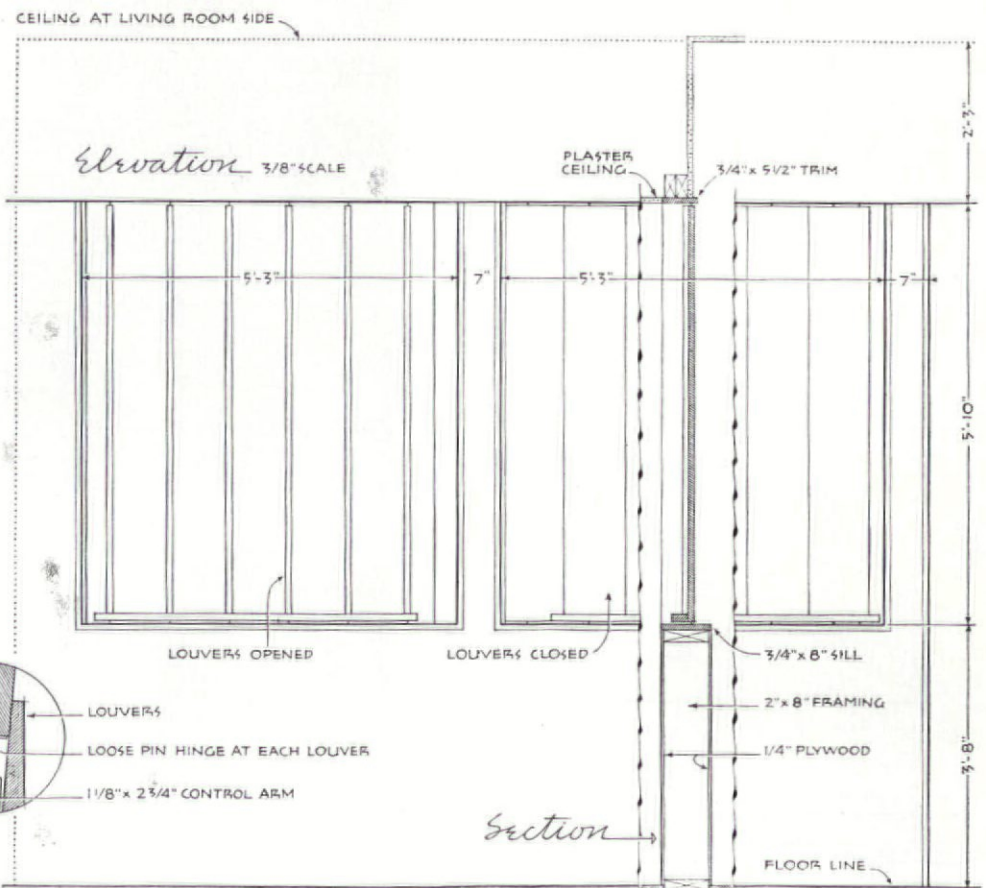 CEILING AT LIVING ROOM SIDE
Elevation 3/8" SCALE
PLASTER
CEILING
3/4" x 5 1/2" TRIM
2'-3"
5'-3"
7"
5'-3"
7"
5'-10"
LOUVERS OPENED
LOUVERS CLOSED
3/4" x 8" SILL
LOUVERS
2" x 8" FRAMING
LOOSE PIN HINGE AT EACH LOUVER
1/4" PLYWOOD
3'-8"
1 1/8" x 2 3/4" CONTROL ARM
Section
FLOOR LINE